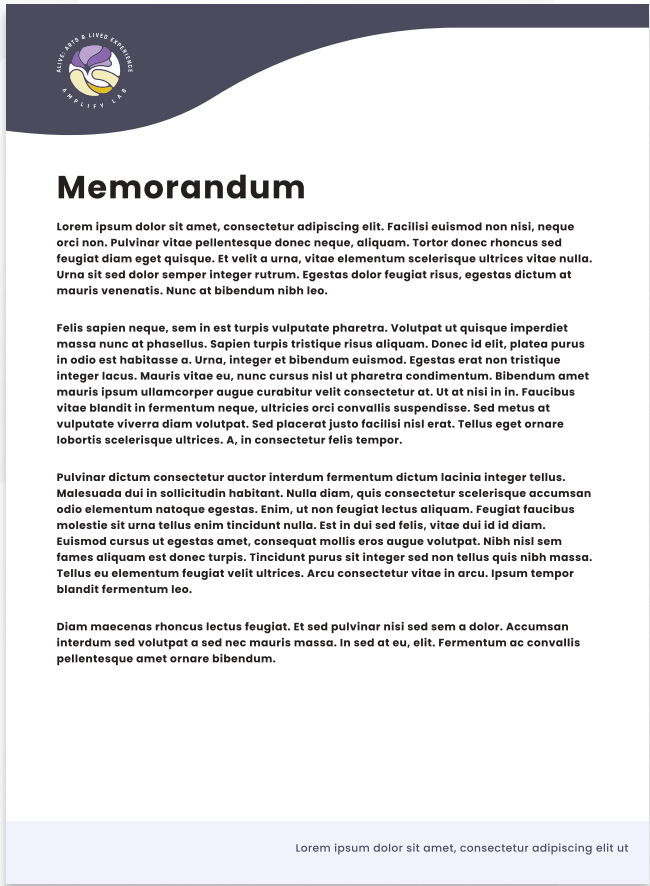 ALIVE: ARTS & LIVED EXPERIENCE
AMPLIFY LAB
Memorandum
Lorem ipsum dolor sit amet, consectetur adipiscing elit. Facilisi euismod non nisi, neque
orci non. Pulvinar vitae pellentesque donec neque, aliquam. Tortor donec rhoncus sed
feugiat diam eget quisque. Et velit a urna, vitae elementum scelerisque ultrices vitae nulla.
Urna sit sed dolor semper integer rutrum. Egestas dolor feugiat risus, egestas dictum at
mauris venenatis. Nunc at bibendum nibh leo.
Felis sapien neque, sem in est turpis vulputate pharetra. Volutpat ut quisque imperdiet
massa nunc at phasellus. Sapien turpis tristique risus aliquam. Donec id elit, platea purus
in odio est habitasse a. Urna, integer et bibendum euismod. Egestas erat non tristique
integer lacus. Mauris vitae eu, nunc cursus nisl ut pharetra condimentum. Bibendum amet
mauris ipsum ullamcorper augue curabitur velit consectetur at. Ut at nisi in in. Faucibus
vitae blandit in fermentum neque, ultricies orci convallis suspendisse. Sed metus at
vulputate viverra diam volutpat. Sed placerat justo facilisi nisl erat. Tellus eget ornare
lobortis scelerisque ultrices. A, in consectetur felis tempor.
Pulvinar dictum consectetur auctor interdum fermentum dictum lacinia integer tellus.
Malesuada dui in sollicitudin habitant. Nulla diam, quis consectetur scelerisque accumsan
odio elementum natoque egestas. Enim, ut non feugiat lectus aliquam. Feugiat faucibus
molestie sit urna tellus enim tincidunt nulla. Est in dui sed felis, vitae dui id id diam.
Euismod cursus ut egestas amet, consequat mollis eros augue volutpat. Nibh nisl sem
fames aliquam est donec turpis. Tincidunt purus sit integer sed non tellus quis nibh massa.
Tellus eu elementum feugiat velit ultrices. Arcu consectetur vitae in arcu. Ipsum tempor
blandit fermentum leo.
Diam maecenas rhoncus lectus feugiat. Et sed pulvinar nisi sed sem a dolor. Accumsan
interdum sed volutpat a sed nec mauris massa. In sed at eu, elit. Fermentum ac convallis
pellentesque amet ornare bibendum.
Lorem ipsum dolor sit amet, consectetur adipiscing elit ut